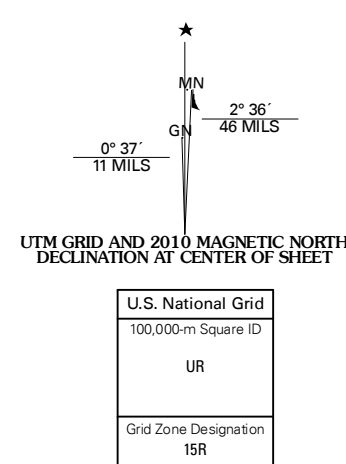 MN
2° 36´
46 MILS
GN
0° 37´
11 MILS
UTM GRID AND 2010 MAGNETIC NORTH
DECLINATION AT CENTER OF SHEET
U.S. National Grid
100,000-m Square ID
UR
Grid Zone Designation
15R